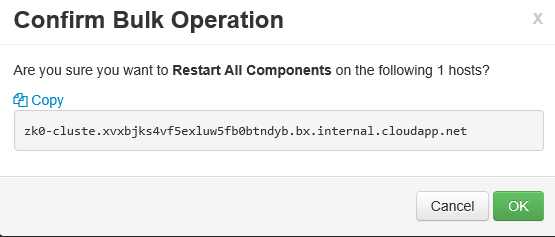 Confirm Bulk Operation
x
Are you sure you want to Restart All Components on the following 1 hosts?
Copy
zk0-cluste.xvxbjks4vf5exluw5fb0btndyb.bx.internal.cloudapp.net
Cancel
OK